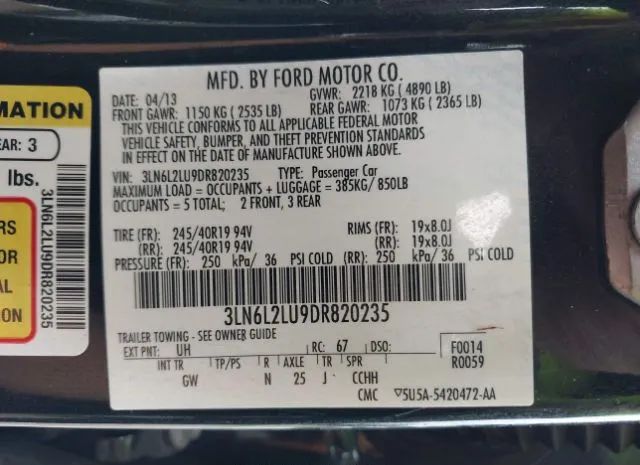 MATION
EAR: 3
lbs.
RS
OR
AL
TION
3LN6L2LU9DR820235
MFD. BY FORD MOTOR CO.
DATE: 04/13 GVWR: 2218 KG ( 4890 LB)
FRONT GAWR: 1150 KG ( 2535 LB) REAR GAWR: 1073 KG ( 2365 LB)
THIS VEHICLE CONFORMS TO ALL APPLICABLE FEDERAL MOTOR
VEHICLE SAFETY, BUMPER, AND THEFT PREVENTION STANDARDS
IN EFFECT ON THE DATE OF MANUFACTURE SHOWN ABOVE.
VIN: 3LN6L2LU9DR820235 TYPE: Passenger Car
MAXIMUM LOAD = OCCUPANTS + LUGGAGE = 385KG/ 850LB
OCCUPANTS = 5 TOTAL; 2 FRONT, 3 REAR
TIRE (FR): 245/40R19 94V RIMS (FR): 19x8.0J
(RR): 245/40R19 94V (RR): 19x8.0J
PRESSURE (FR): 250 kPa/ 36 PSI COLD (RR): 250 kPa/ 36 PSI COLD
3LN6L2LU9DR820235
TRAILER TOWING - SEE OWNER GUIDE
EXT PNT: UH RC: 67 DSO: F0014
INT TR TP/PS R AXLE TR SPR R0059
GW N 25 J CCHH
CMC 5U5A-5420472-AA